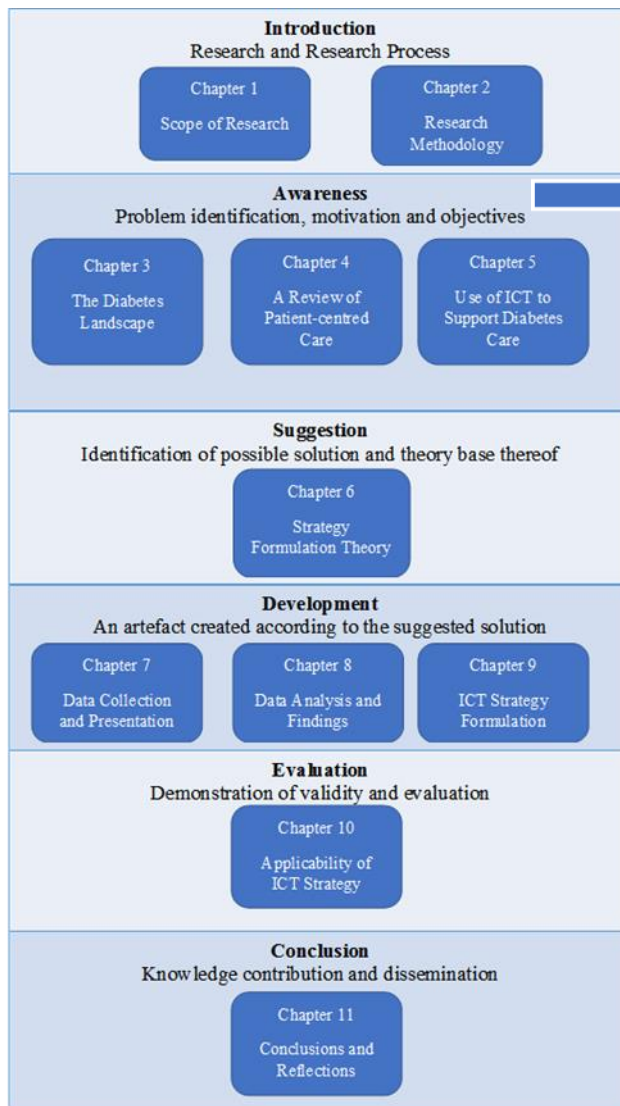 Introduction
Research and Research Process
Chapter 1
Scope of Research
Chapter 2
Research
Methodology
Awareness
Problem identification, motivation and objectives
Chapter 3
The Diabetes
Landscape
Chapter 4
A Review of
Patient-centred
Care
Chapter 5
Use of ICT to
Support Diabetes
Care
Suggestion
Identification of possible solution and theory base thereof
Chapter 6
Strategy
Formulation Theory
Development
An artefact created according to the suggested solution
Chapter 7
Data Collection
and Presentation
Chapter 8
Data Analysis and
Findings
Chapter 9
ICT Strategy
Formulation
Evaluation
Demonstration of validity and evaluation
Chapter 10
Applicability of
ICT Strategy
Conclusion
Knowledge contribution and dissemination
Chapter 11
Conclusions and
Reflections